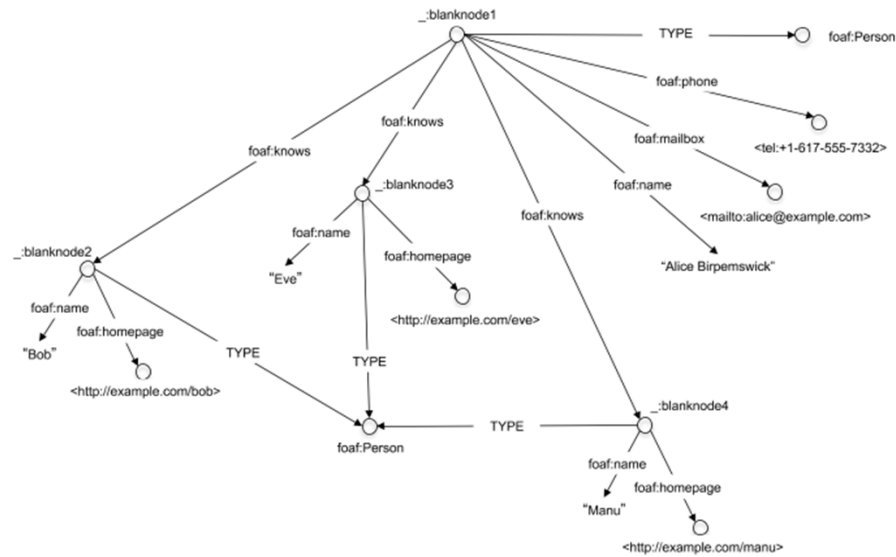 _:blanknode1
TYPE
foaf:Person
foaf:phone
<tel:+1-617-555-7332>
foaf:mailbox
<mailto:alice@example.com>
foaf:name
"Alice Birpemswick"
foaf:knows
foaf:knows
foaf:knows
_:blanknode3
foaf:name
"Eve"
foaf:homepage
<http://example.com/eve>
TYPE
_:blanknode2
foaf:name
"Bob"
foaf:homepage
<http://example.com/bob>
TYPE
foaf:Person
TYPE
_:blanknode4
foaf:name
"Manu"
foaf:homepage
<http://example.com/manu>